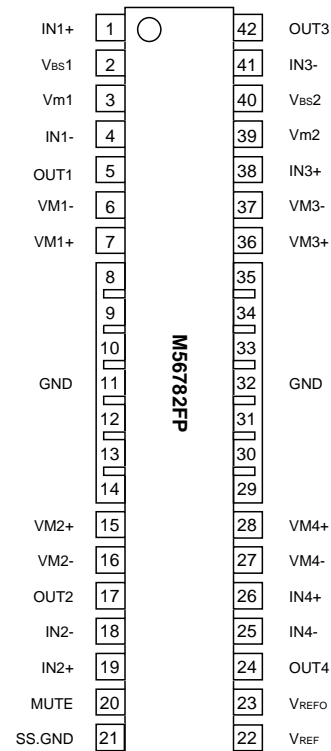 IN1+ 1 42 OUT3
VBS1 2 41 IN3-
Vm1 3 40 VBS2
IN1- 4 39 Vm2
OUT1 5 38 IN3+
VM1- 6 37 VM3-
VM1+ 7 36 VM3+
8 35
9 34
10 33
GND 11 32 GND
12 31
13 30
14 29
M56782FP
VM2+ 15 28 VM4+
VM2- 16 27 VM4-
OUT2 17 26 IN4+
IN2- 18 25 IN4-
IN2+ 19 24 OUT4
MUTE 20 23 VREFO
SS.GND 21 22 VREF